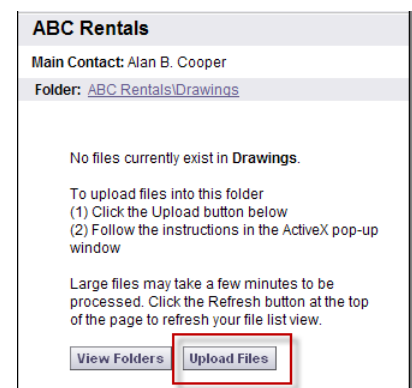 ABC Rentals
Main Contact: Alan B. Cooper
Folder: ABC Rentals\Drawings
No files currently exist in Drawings.
To upload files into this folder
(1) Click the Upload button below
(2) Follow the instructions in the ActiveX pop-up
window
Large files may take a few minutes to be
processed. Click the Refresh button at the top
of the page to refresh your file list view.
View Folders Upload Files